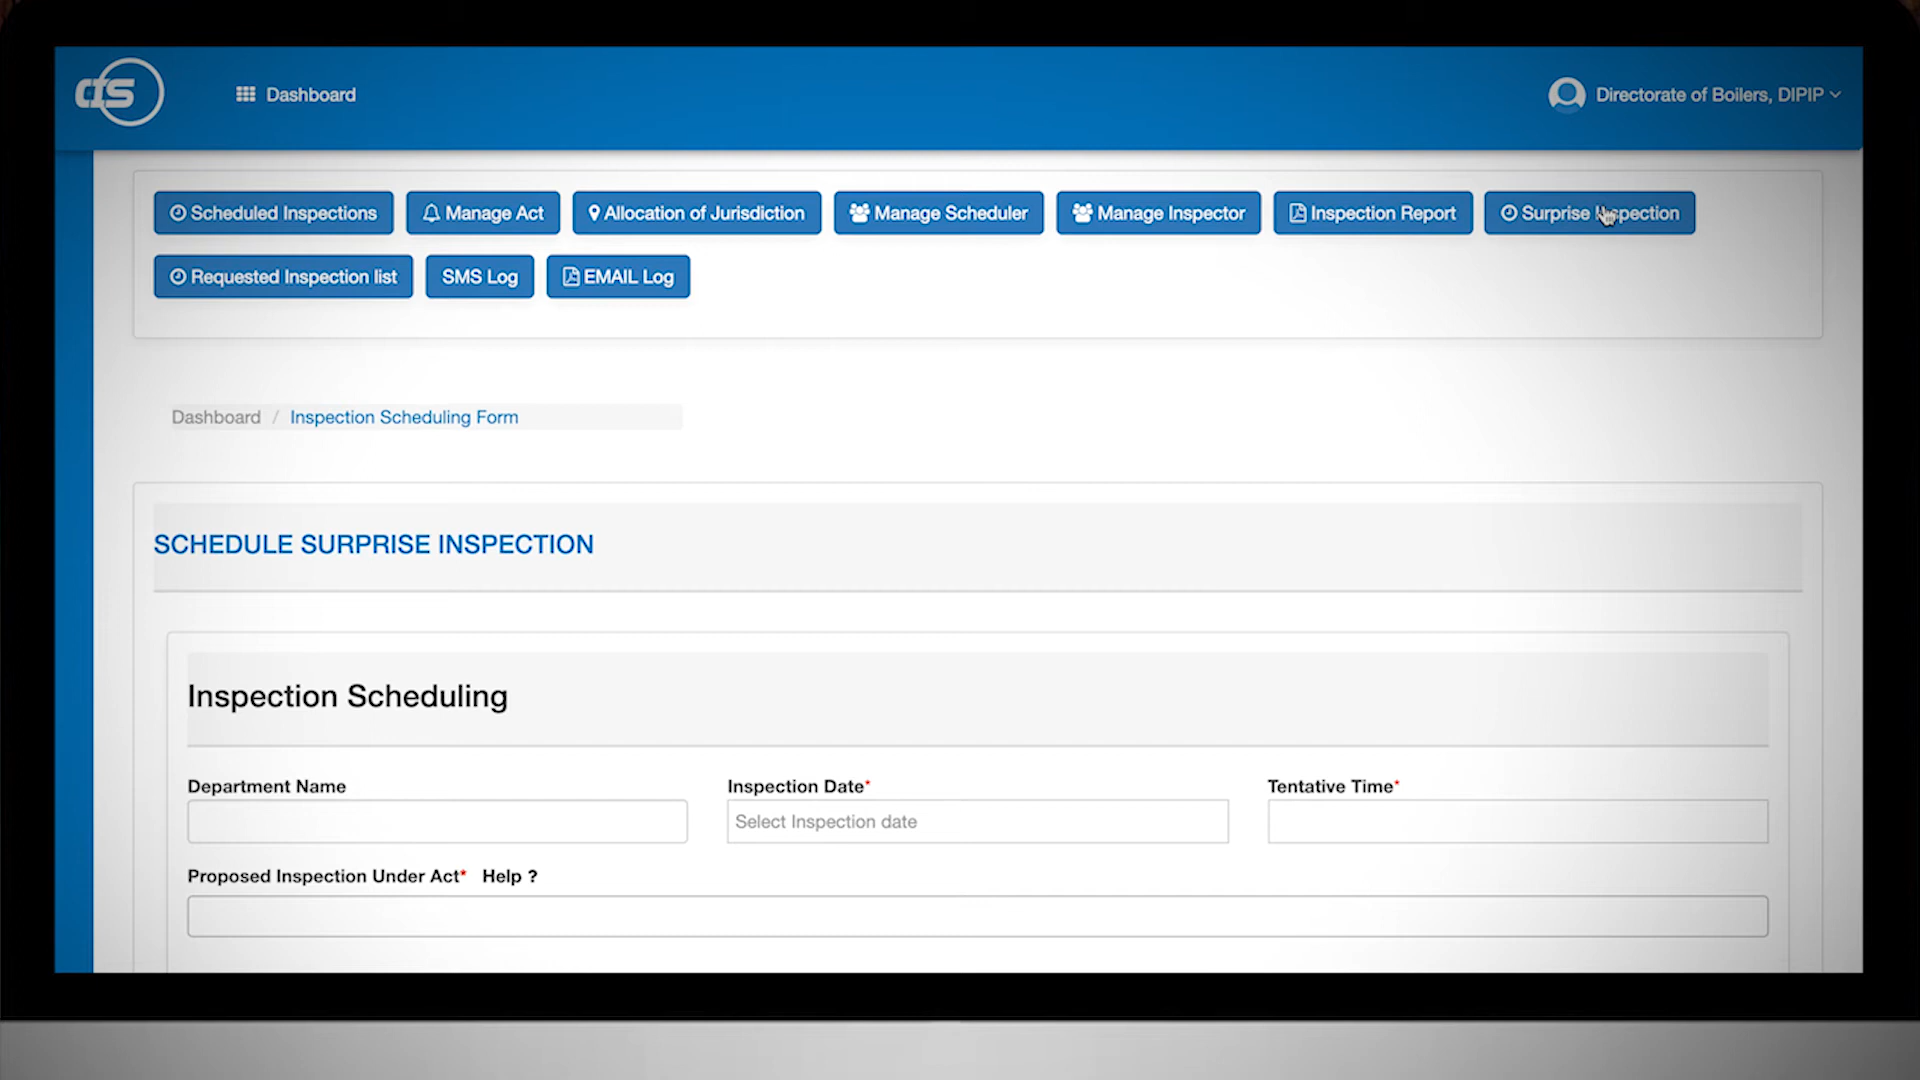 CIS
Dashboard
Directorate of Boilers, DIPIP
Scheduled Inspections
Manage Act
Allocation of Jurisdiction
Manage Scheduler
Manage Inspector
Inspection Report
Surprise Inspection
Requested Inspection list
SMS Log
EMAIL Log
Dashboard / Inspection Scheduling Form
SCHEDULE SURPRISE INSPECTION
Inspection Scheduling
Department Name
Inspection Date*
Tentative Time*
Select Inspection date
Proposed Inspection Under Act* Help ?